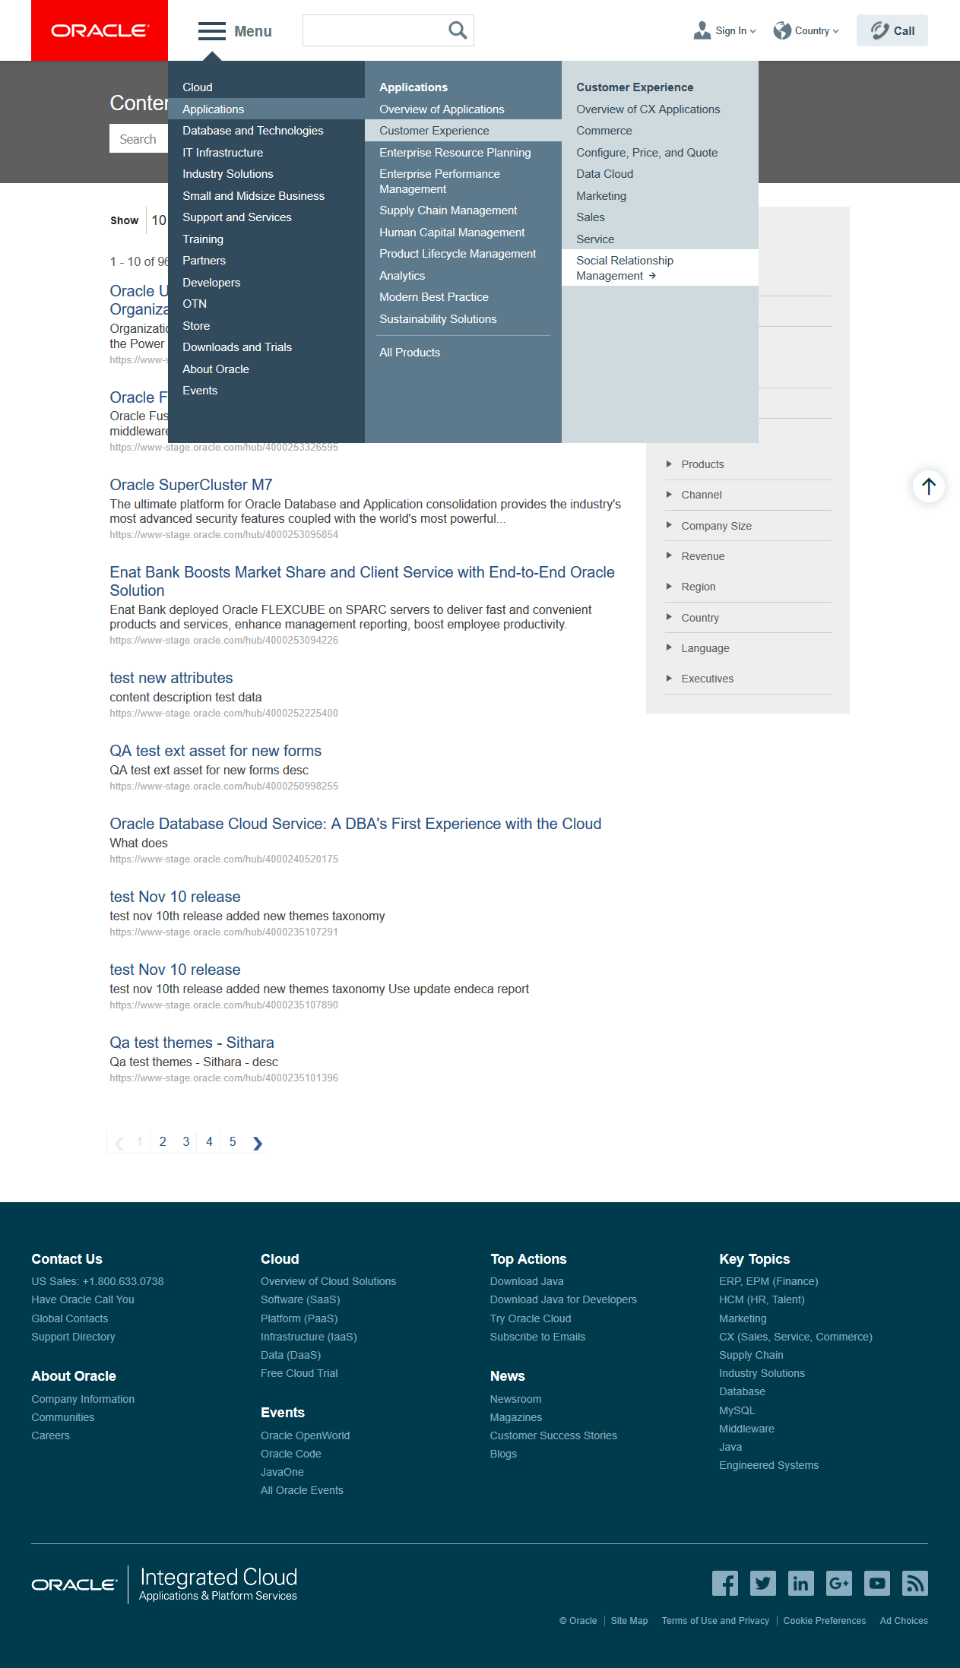 ORACLE
Menu
Sign In
Country
Call
Conte
Search
Cloud
Applications
Database and Technologies
IT Infrastructure
Industry Solutions
Small and Midsize Business
Support and Services
Training
Partners
Developers
OTN
Store
Downloads and Trials
About Oracle
Events
Applications
Overview of Applications
Customer Experience
Enterprise Resource Planning
Enterprise Performance
Management
Supply Chain Management
Human Capital Management
Product Lifecycle Management
Analytics
Modern Best Practice
Sustainability Solutions
All Products
Customer Experience
Overview of CX Applications
Commerce
Configure, Price, and Quote
Data Cloud
Marketing
Sales
Service
Social Relationship
Management →
Show 10
1 - 10 of 96
Oracle U
Organiza
Organizatio
the Power
https://www-s
Oracle F
Oracle Fus
middleware
https://www-stage.oracle.com/hub/4000253326595
Oracle SuperCluster M7
The ultimate platform for Oracle Database and Application consolidation provides the industry's
most advanced security features coupled with the world's most powerful...
https://www-stage.oracle.com/hub/4000253095854
Enat Bank Boosts Market Share and Client Service with End-to-End Oracle
Solution
Enat Bank deployed Oracle FLEXCUBE on SPARC servers to deliver fast and convenient
products and services, enhance management reporting, boost employee productivity.
https://www-stage.oracle.com/hub/4000253094226
test new attributes
content description test data
https://www-stage.oracle.com/hub/4000252225400
QA test ext asset for new forms
QA test ext asset for new forms desc
https://www-stage.oracle.com/hub/4000250998255
Oracle Database Cloud Service: A DBA's First Experience with the Cloud
What does
https://www-stage.oracle.com/hub/4000240520175
test Nov 10 release
test nov 10th release added new themes taxonomy
https://www-stage.oracle.com/hub/4000235107291
test Nov 10 release
test nov 10th release added new themes taxonomy Use update endeca report
https://www-stage.oracle.com/hub/4000235107890
Qa test themes - Sithara
Qa test themes - Sithara - desc
https://www-stage.oracle.com/hub/4000235101396
1 2 3 4 5
Products
Channel
Company Size
Revenue
Region
Country
Language
Executives
Contact Us
US Sales: +1.800.633.0738
Have Oracle Call You
Global Contacts
Support Directory
About Oracle
Company Information
Communities
Careers
Cloud
Overview of Cloud Solutions
Software (SaaS)
Platform (PaaS)
Infrastructure (IaaS)
Data (DaaS)
Free Cloud Trial
Events
Oracle OpenWorld
Oracle Code
JavaOne
All Oracle Events
Top Actions
Download Java
Download Java for Developers
Try Oracle Cloud
Subscribe to Emails
News
Newsroom
Magazines
Customer Success Stories
Blogs
Key Topics
ERP, EPM (Finance)
HCM (HR, Talent)
Marketing
CX (Sales, Service, Commerce)
Supply Chain
Industry Solutions
Database
MySQL
Middleware
Java
Engineered Systems
ORACLE
Integrated Cloud
Applications & Platform Services
© Oracle | Site Map Terms of Use and Privacy | Cookie Preferences Ad Choices